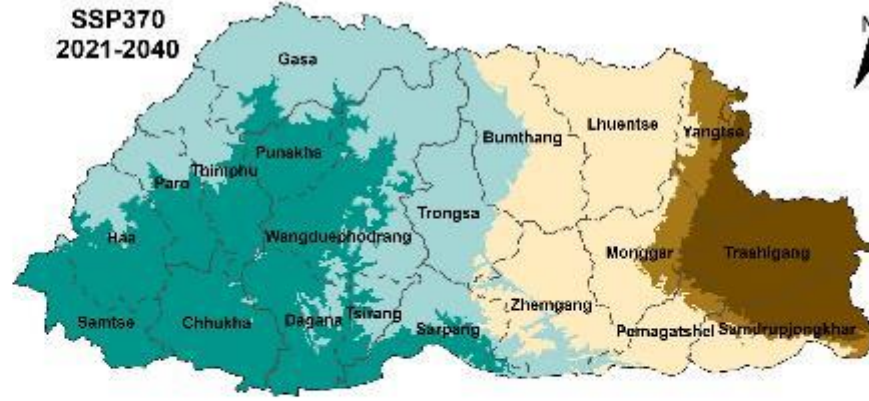 SSP370
2021-2040
N
Gasa
Bumthang
Lhuentse
Yangtse
Punakha
Thimphu
Paro
Trongsa
Haa
Wangduephodrang
Monggar
Trashigang
Samtse
Chhukha
Dagana
Tsirang
Sarpang
Zhemgang
Pemagatshel
Samdrupjongkhar